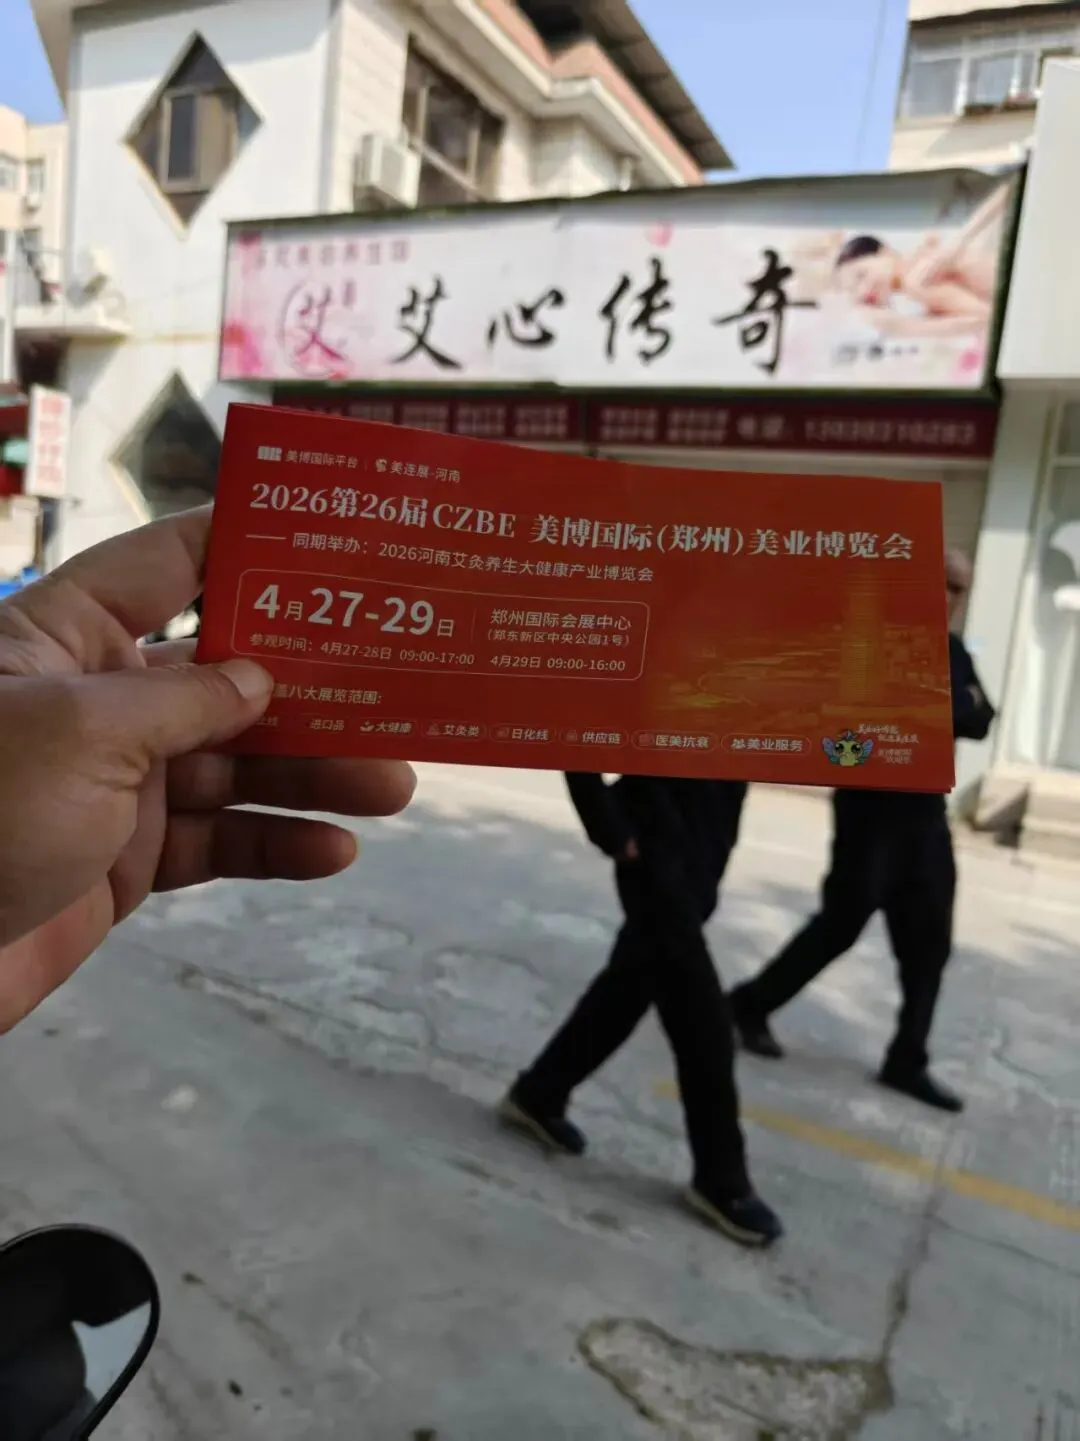 艾
艾心传奇
美博国际平台 美连展-河南
2026第26届CZBE 美博国际(郑州)美业博览会
—— 同期举办：2026河南艾灸养生大健康产业博览会
4月27-29日
郑州国际会展中心
(郑东新区中央公园1号)
参观时间：4月27-28日 09:00-17:00 4月29日 09:00-16:00
盖八大展览范围:
进口品 大健康 艾灸类 日化线 供应链 医美抗衰 美业服务